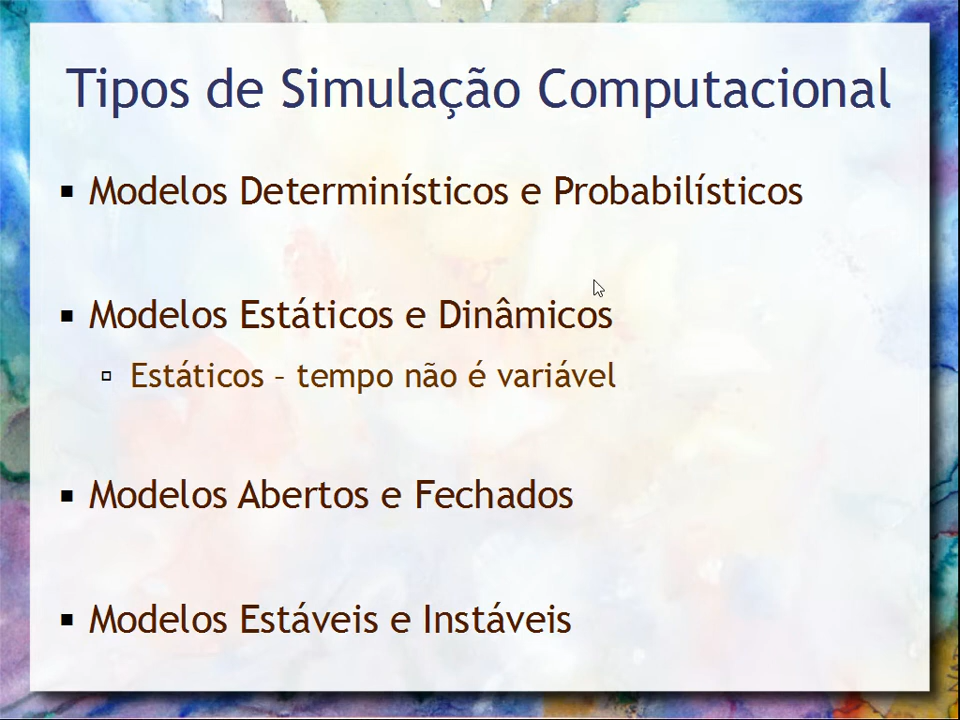 Tipos de Simulação Computacional
Modelos Determinísticos e Probabilísticos
Modelos Estáticos e Dinâmicos
Estáticos – tempo não é variável
Modelos Abertos e Fechados
Modelos Estáveis e Instáveis